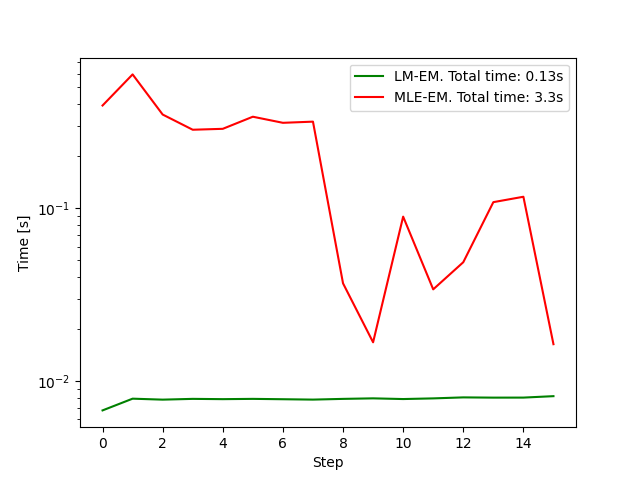 LM-EM. Total time: 0.13s
MLE-EM. Total time: 3.3s
Time [s]
10⁻¹
10⁻²
0 2 4 6 8 10 12 14
Step